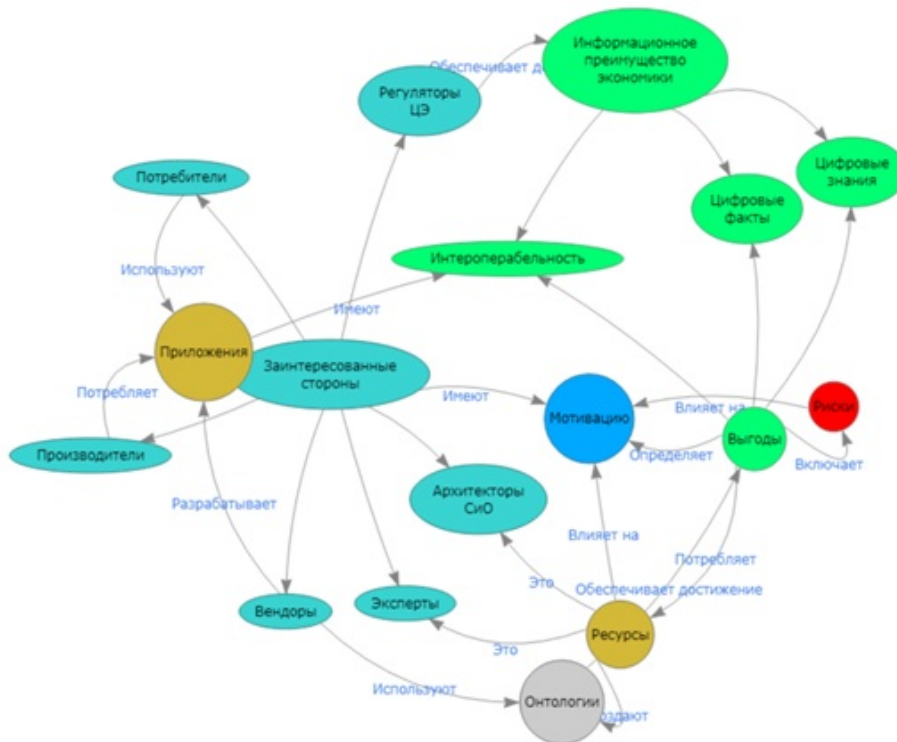 Информационное
преимущество
экономики
Обеспечивает
Регуляторы
ЦЭ
Цифровые
знания
Потребители
Цифровые
факты
Интероперабельность
Используют
Имеют
Приложения
Заинтересованные
стороны
Потребляет
Имеют
Мотивацию
Влияет на
Риски
Выгоды
Производители
Определяет
Включает
Архитекторы
СиО
Разрабатывает
Влияет на
Потребляет
Это
Обеспечивает достижение
Вендоры
Эксперты
Ресурсы
Это
Используют
Онтологии